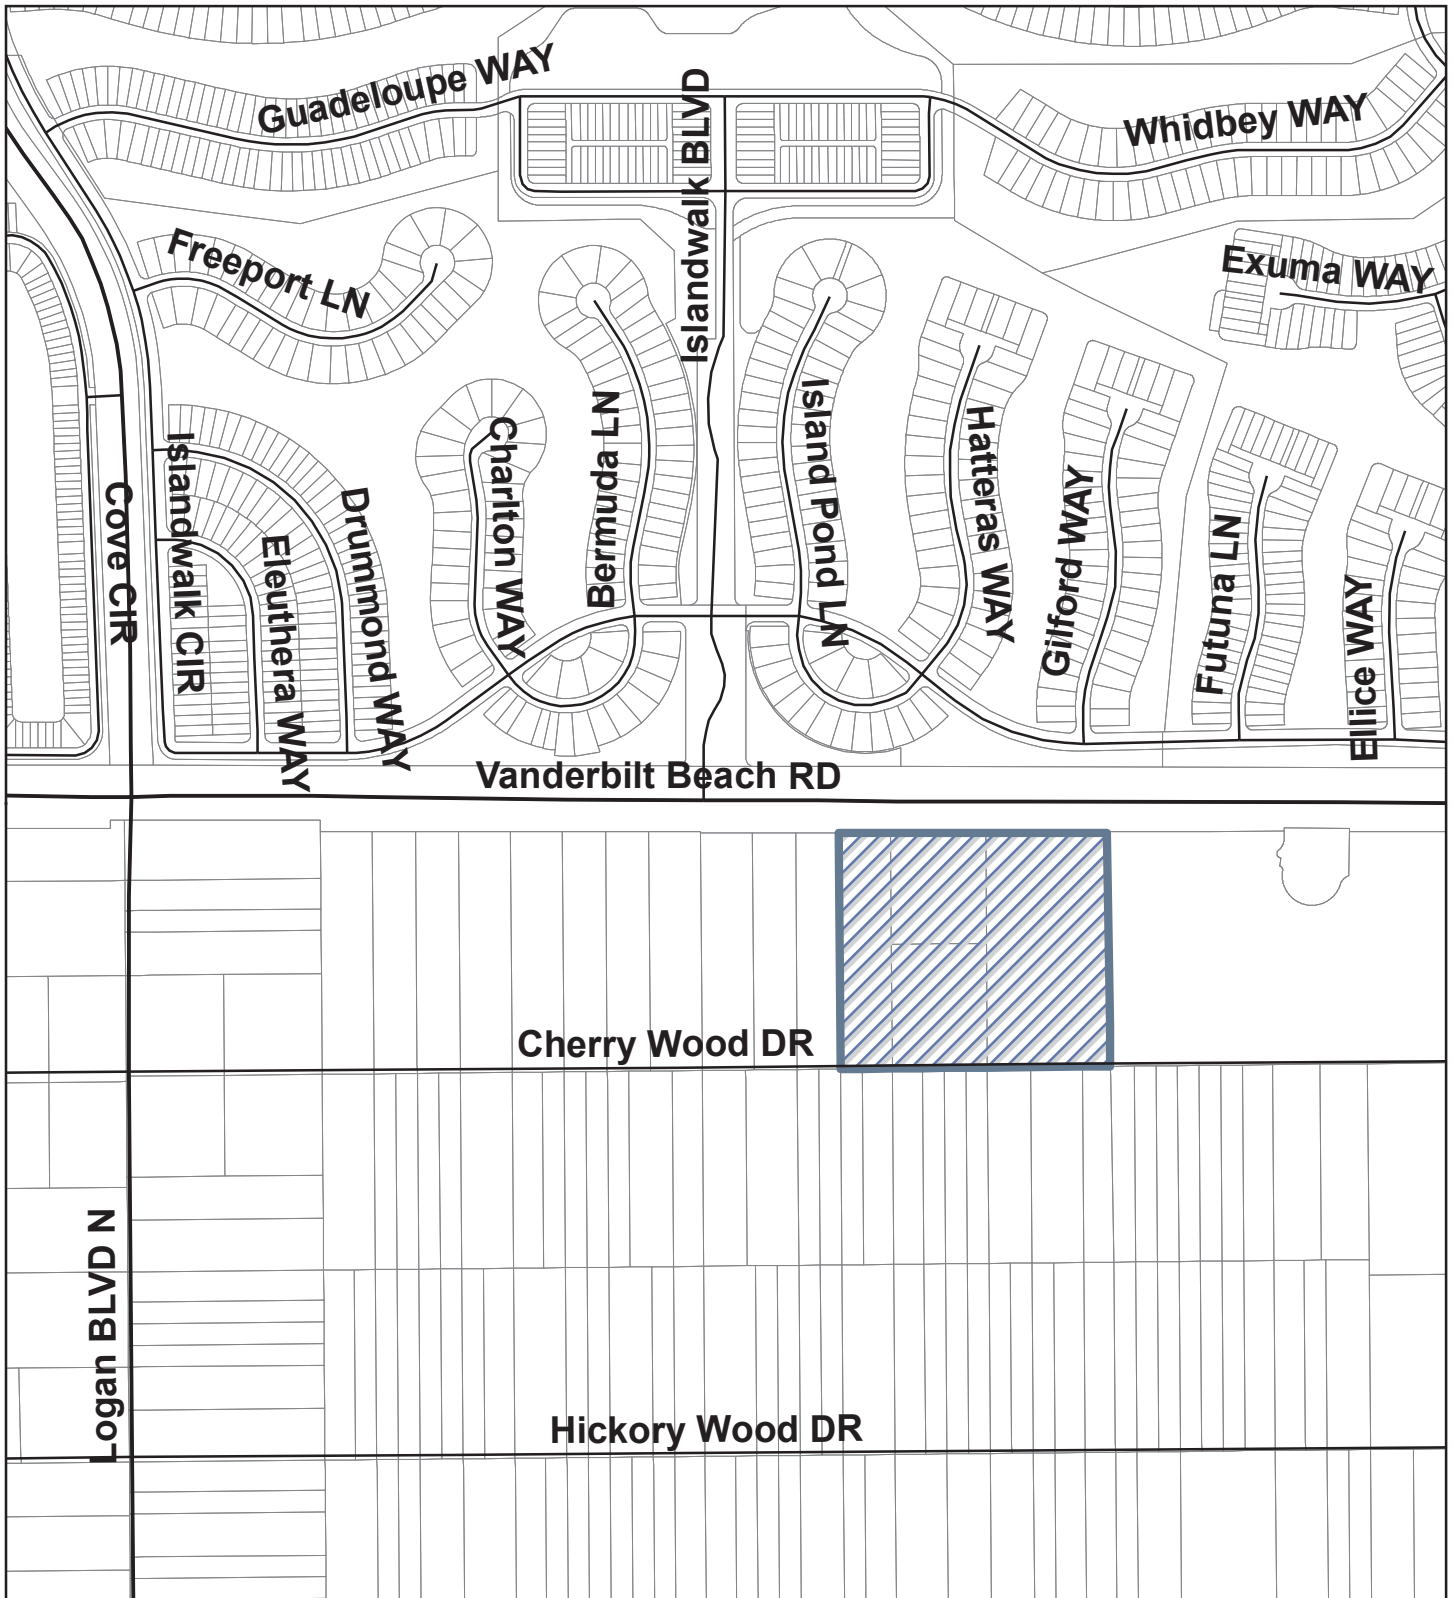 Guadeloupe WAY
Islandwalk BLVD
Whidbey WAY
Freeport LN
Exuma WAY
Cove CIR
Islandwalk CIR
Eleuthera WAY
Drummond WAY
Charlton WAY
Bermuda LN
Island Pond LN
Hatteras WAY
Gilford WAY
Futuna LN
Ellice WAY
Vanderbilt Beach RD
Cherry Wood DR
Logan BLVD N
Hickory Wood DR